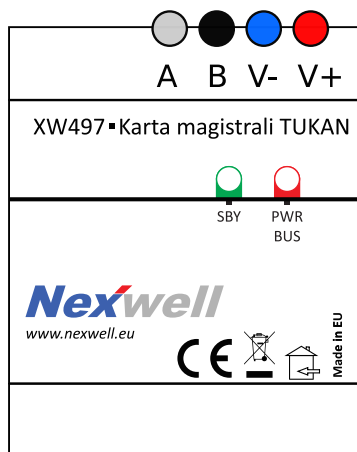 A B V- V+
XW497▪Karta magistrali TUKAN
SBY PWR
BUS
Nexwell
www.nexwell.eu
CE
Made in EU